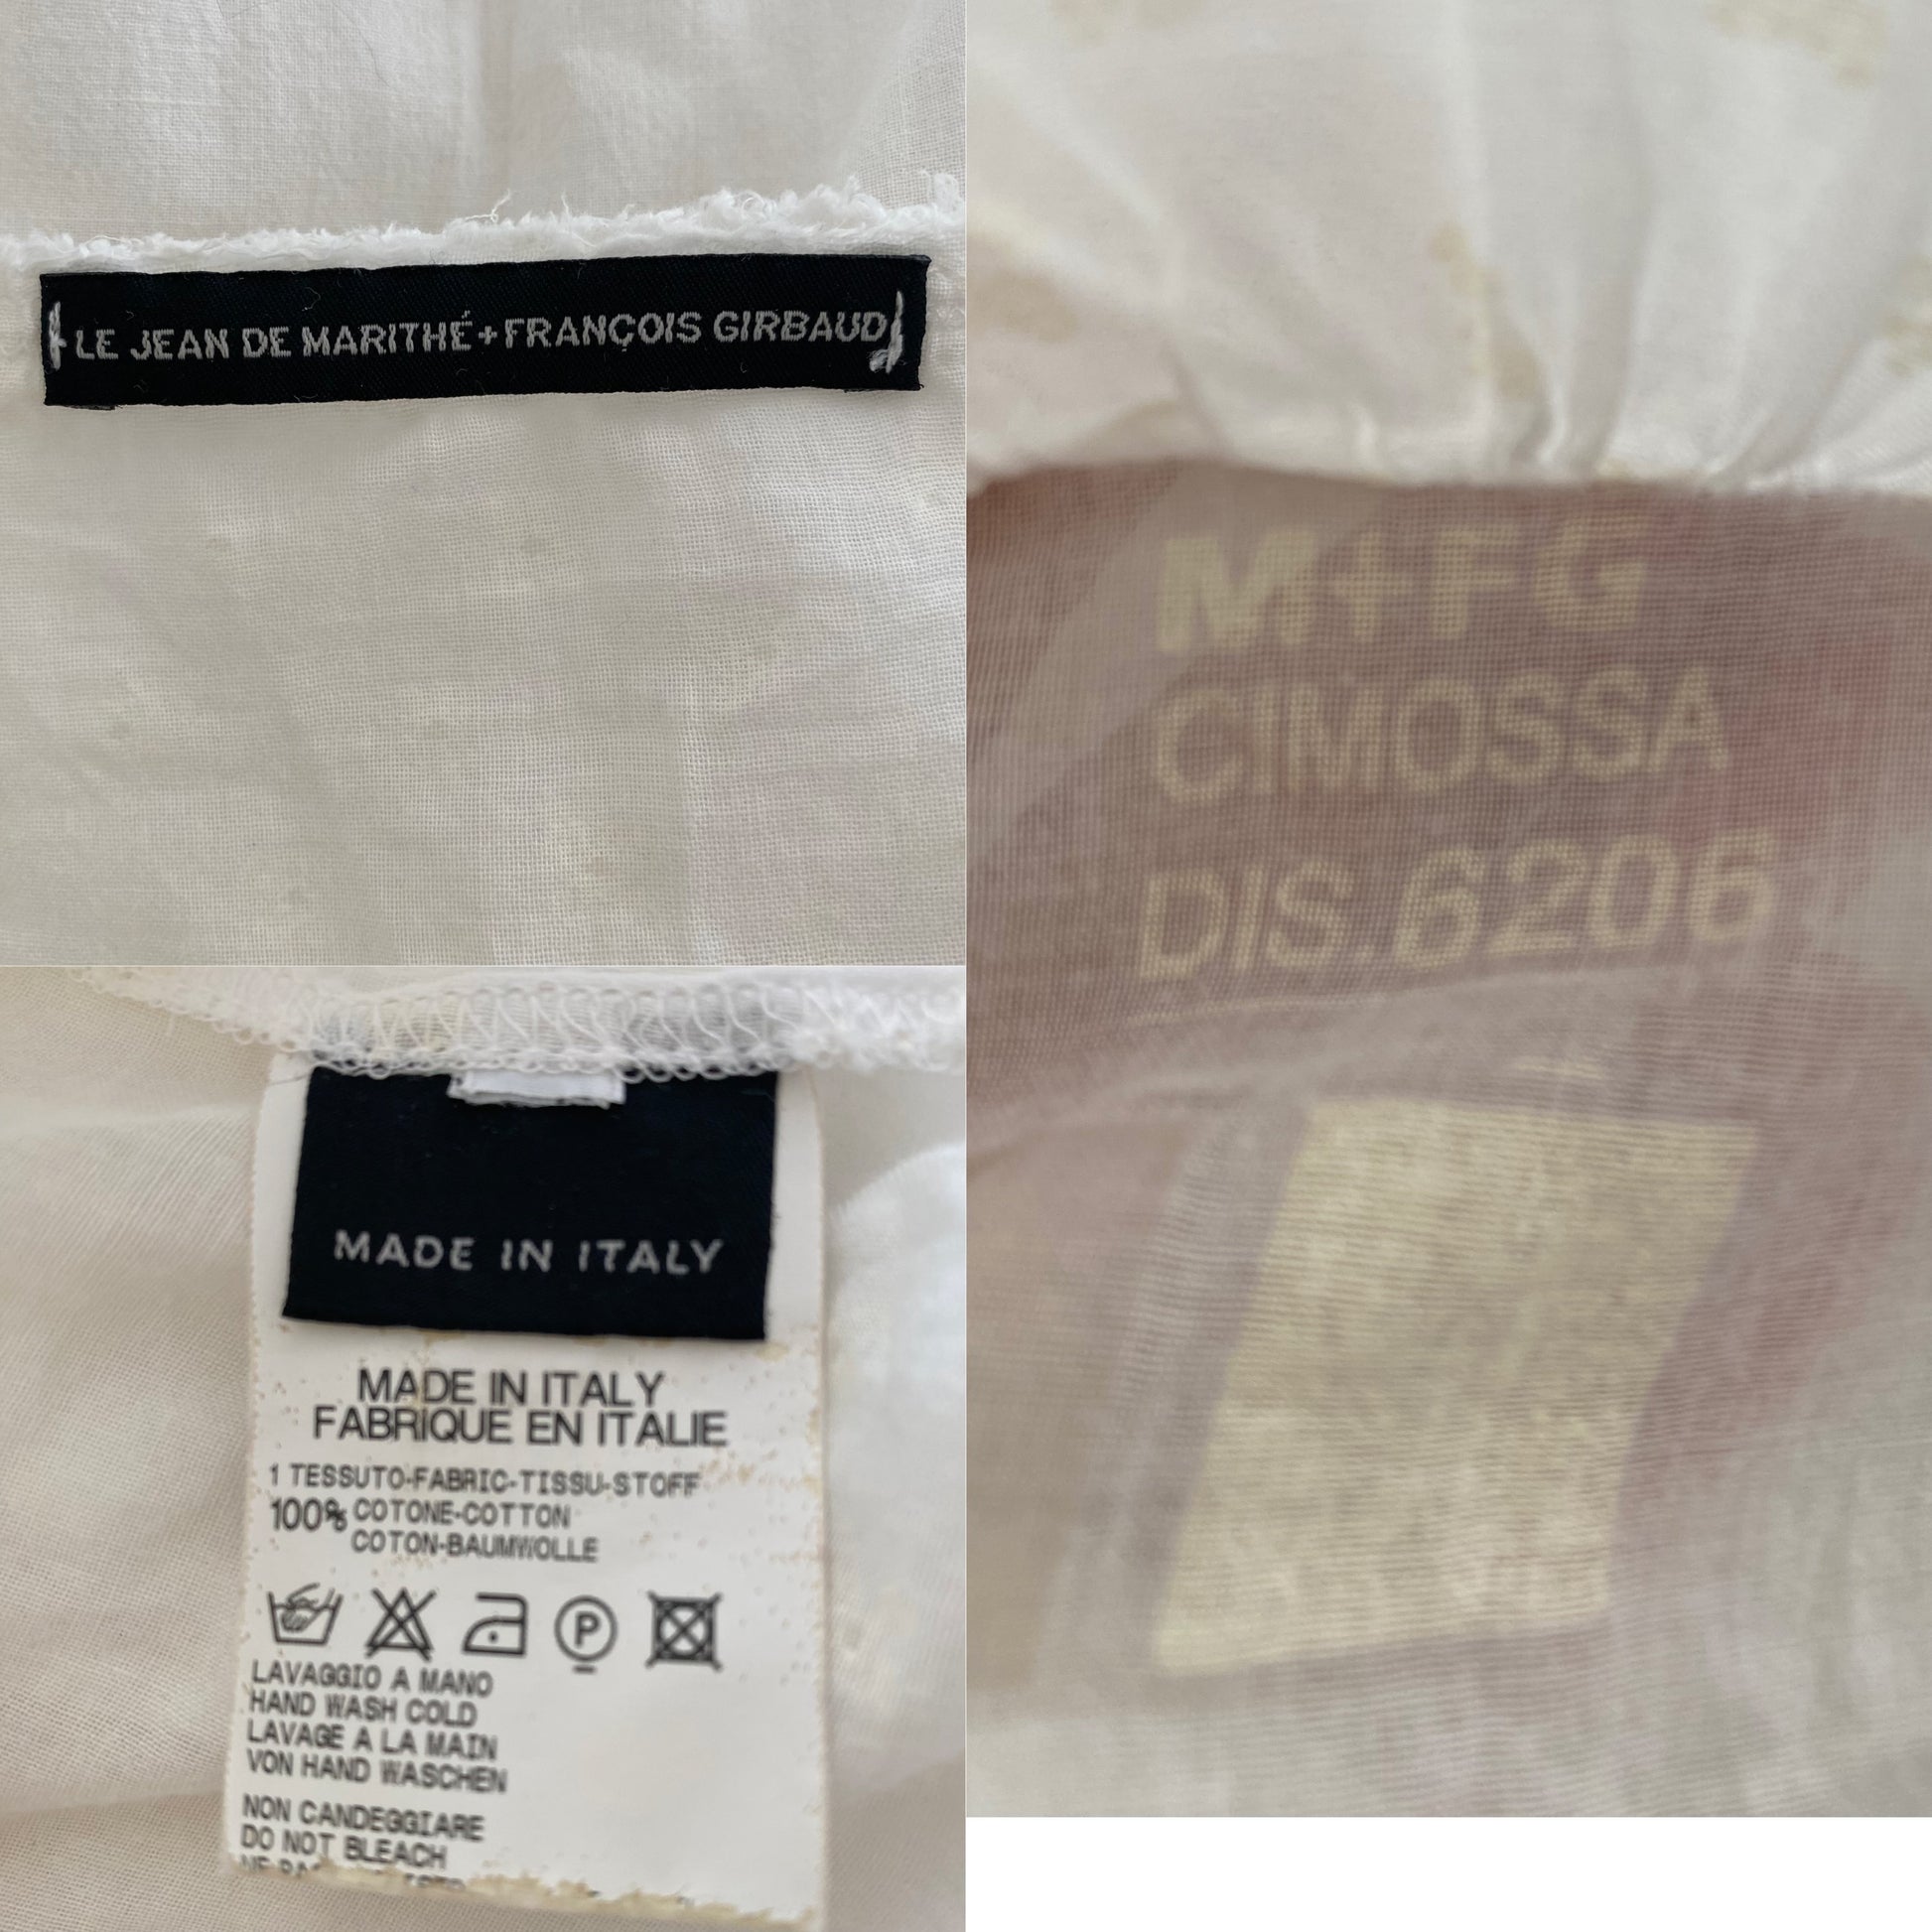 LE JEAN DE MARITHÉ+FRANÇOIS GIRBAUD
MADE IN ITALY
MADE IN ITALY
FABRIQUE EN ITALIE
1 TESSUTO-FABRIC-TISSU-STOFF
100% COTONE-COTTON
COTON-BAUMWOLLE
P
LAVAGGIO A MANO
HAND WASH COLD
LAVAGE A LA MAIN
VON HAND WASCHEN
NON CANDEGGIARE
DO NOT BLEACH
M+FG
CIMOSSA
DIS.6206